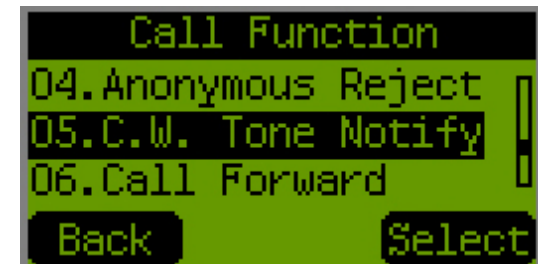 Call Function
04.Anonymous Reject
05.C.W. Tone Notify
06.Call Forward
Back Select